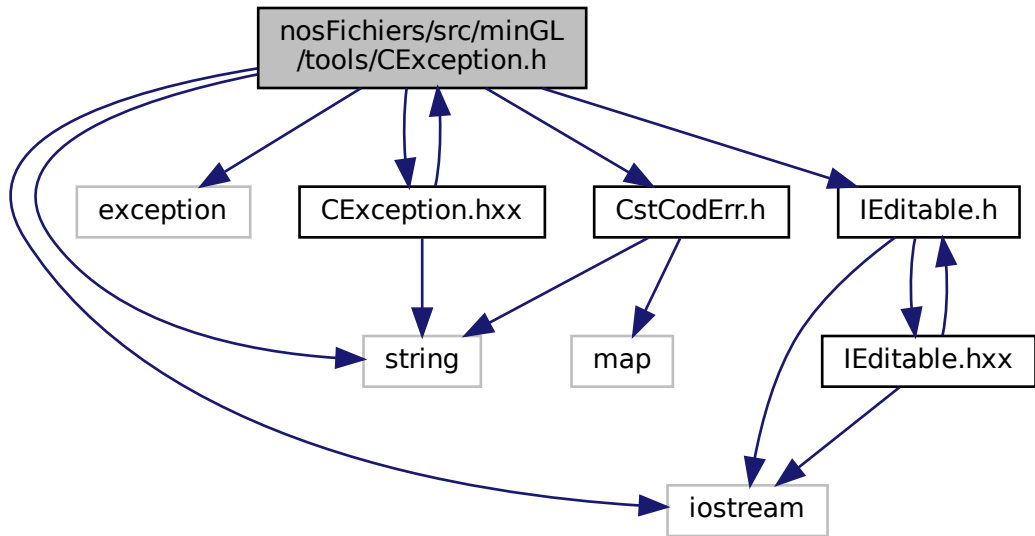 nosFichiers/src/minGL
/tools/CException.h
exception
CException.hxx
CstCodErr.h
IEditable.h
string
map
IEditable.hxx
iostream